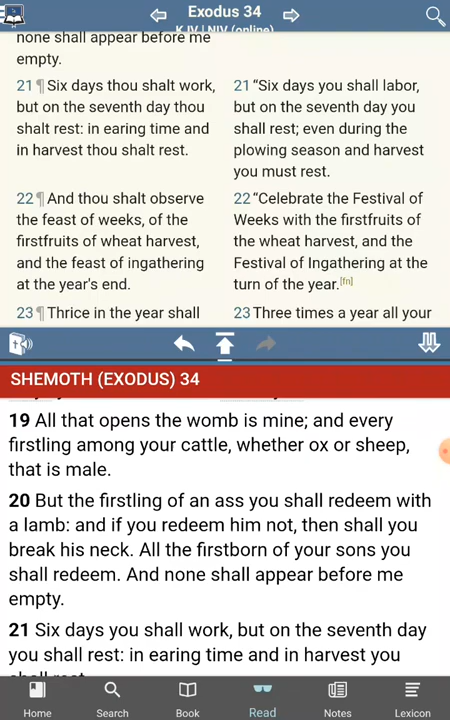 Exodus 34
KJV | NIV (online)
none shall appear before me
empty.
21 ¶ Six days thou shalt work,
but on the seventh day thou
shalt rest: in earing time and
in harvest thou shalt rest.
22 ¶ And thou shalt observe
the feast of weeks, of the
firstfruits of wheat harvest,
and the feast of ingathering
at the year's end.
23 ¶ Thrice in the year shall
21 “Six days you shall labor,
but on the seventh day you
shall rest; even during the
plowing season and harvest
you must rest.
22 “Celebrate the Festival of
Weeks with the firstfruits of
the wheat harvest, and the
Festival of Ingathering at the
turn of the year.[fn]
23 Three times a year all your
SHEMOTH (EXODUS) 34
19 All that opens the womb is mine; and every
firstling among your cattle, whether ox or sheep,
that is male.
20 But the firstling of an ass you shall redeem with
a lamb: and if you redeem him not, then shall you
break his neck. All the firstborn of your sons you
shall redeem. And none shall appear before me
empty.
21 Six days you shall work, but on the seventh day
you shall rest: in earing time and in harvest you
shall rest.
Home
Search
Book
Read
Notes
Lexicon